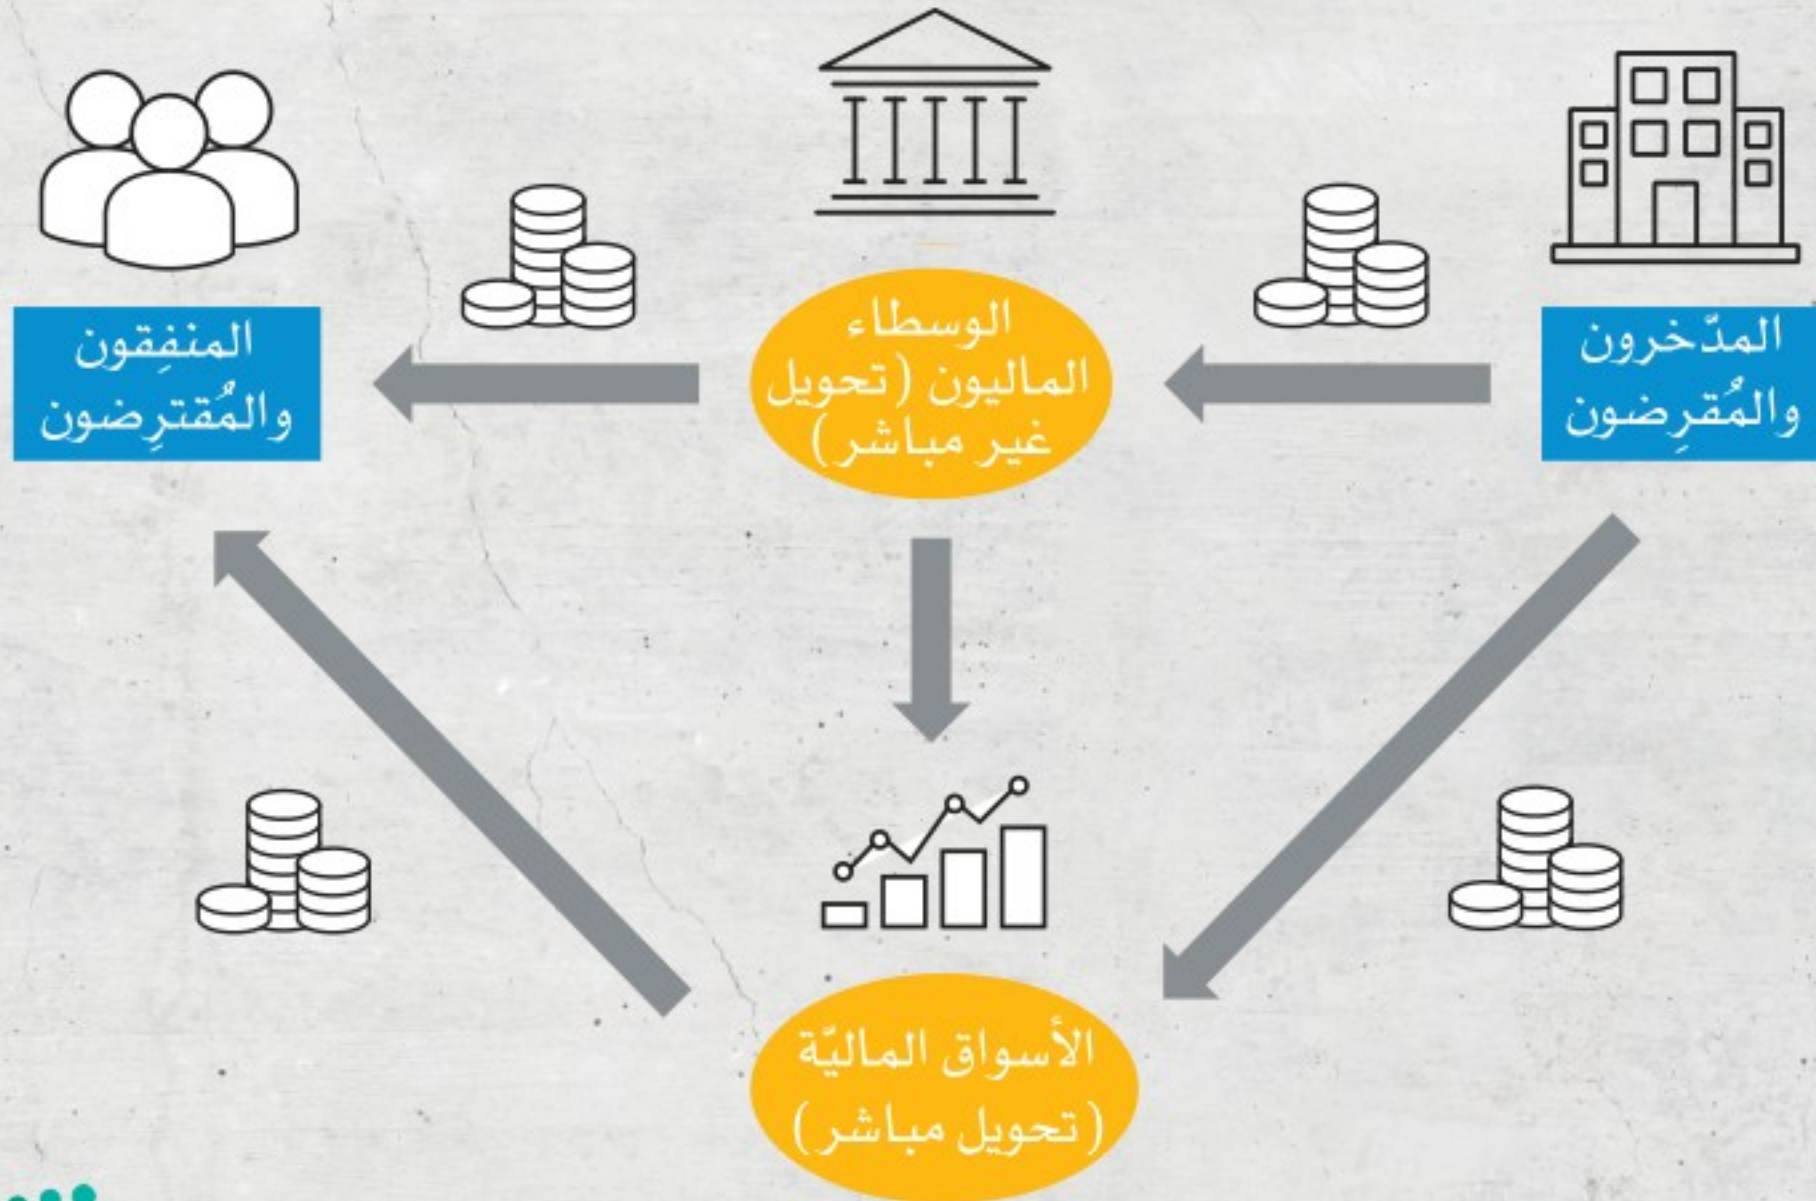 المدّخرون
والمُقرِضون
الوسطاء
الماليون (تحويل
غير مباشر)
المنفِقون
والمُقترِضون
الأسواق الماليّة
(تحويل مباشر)